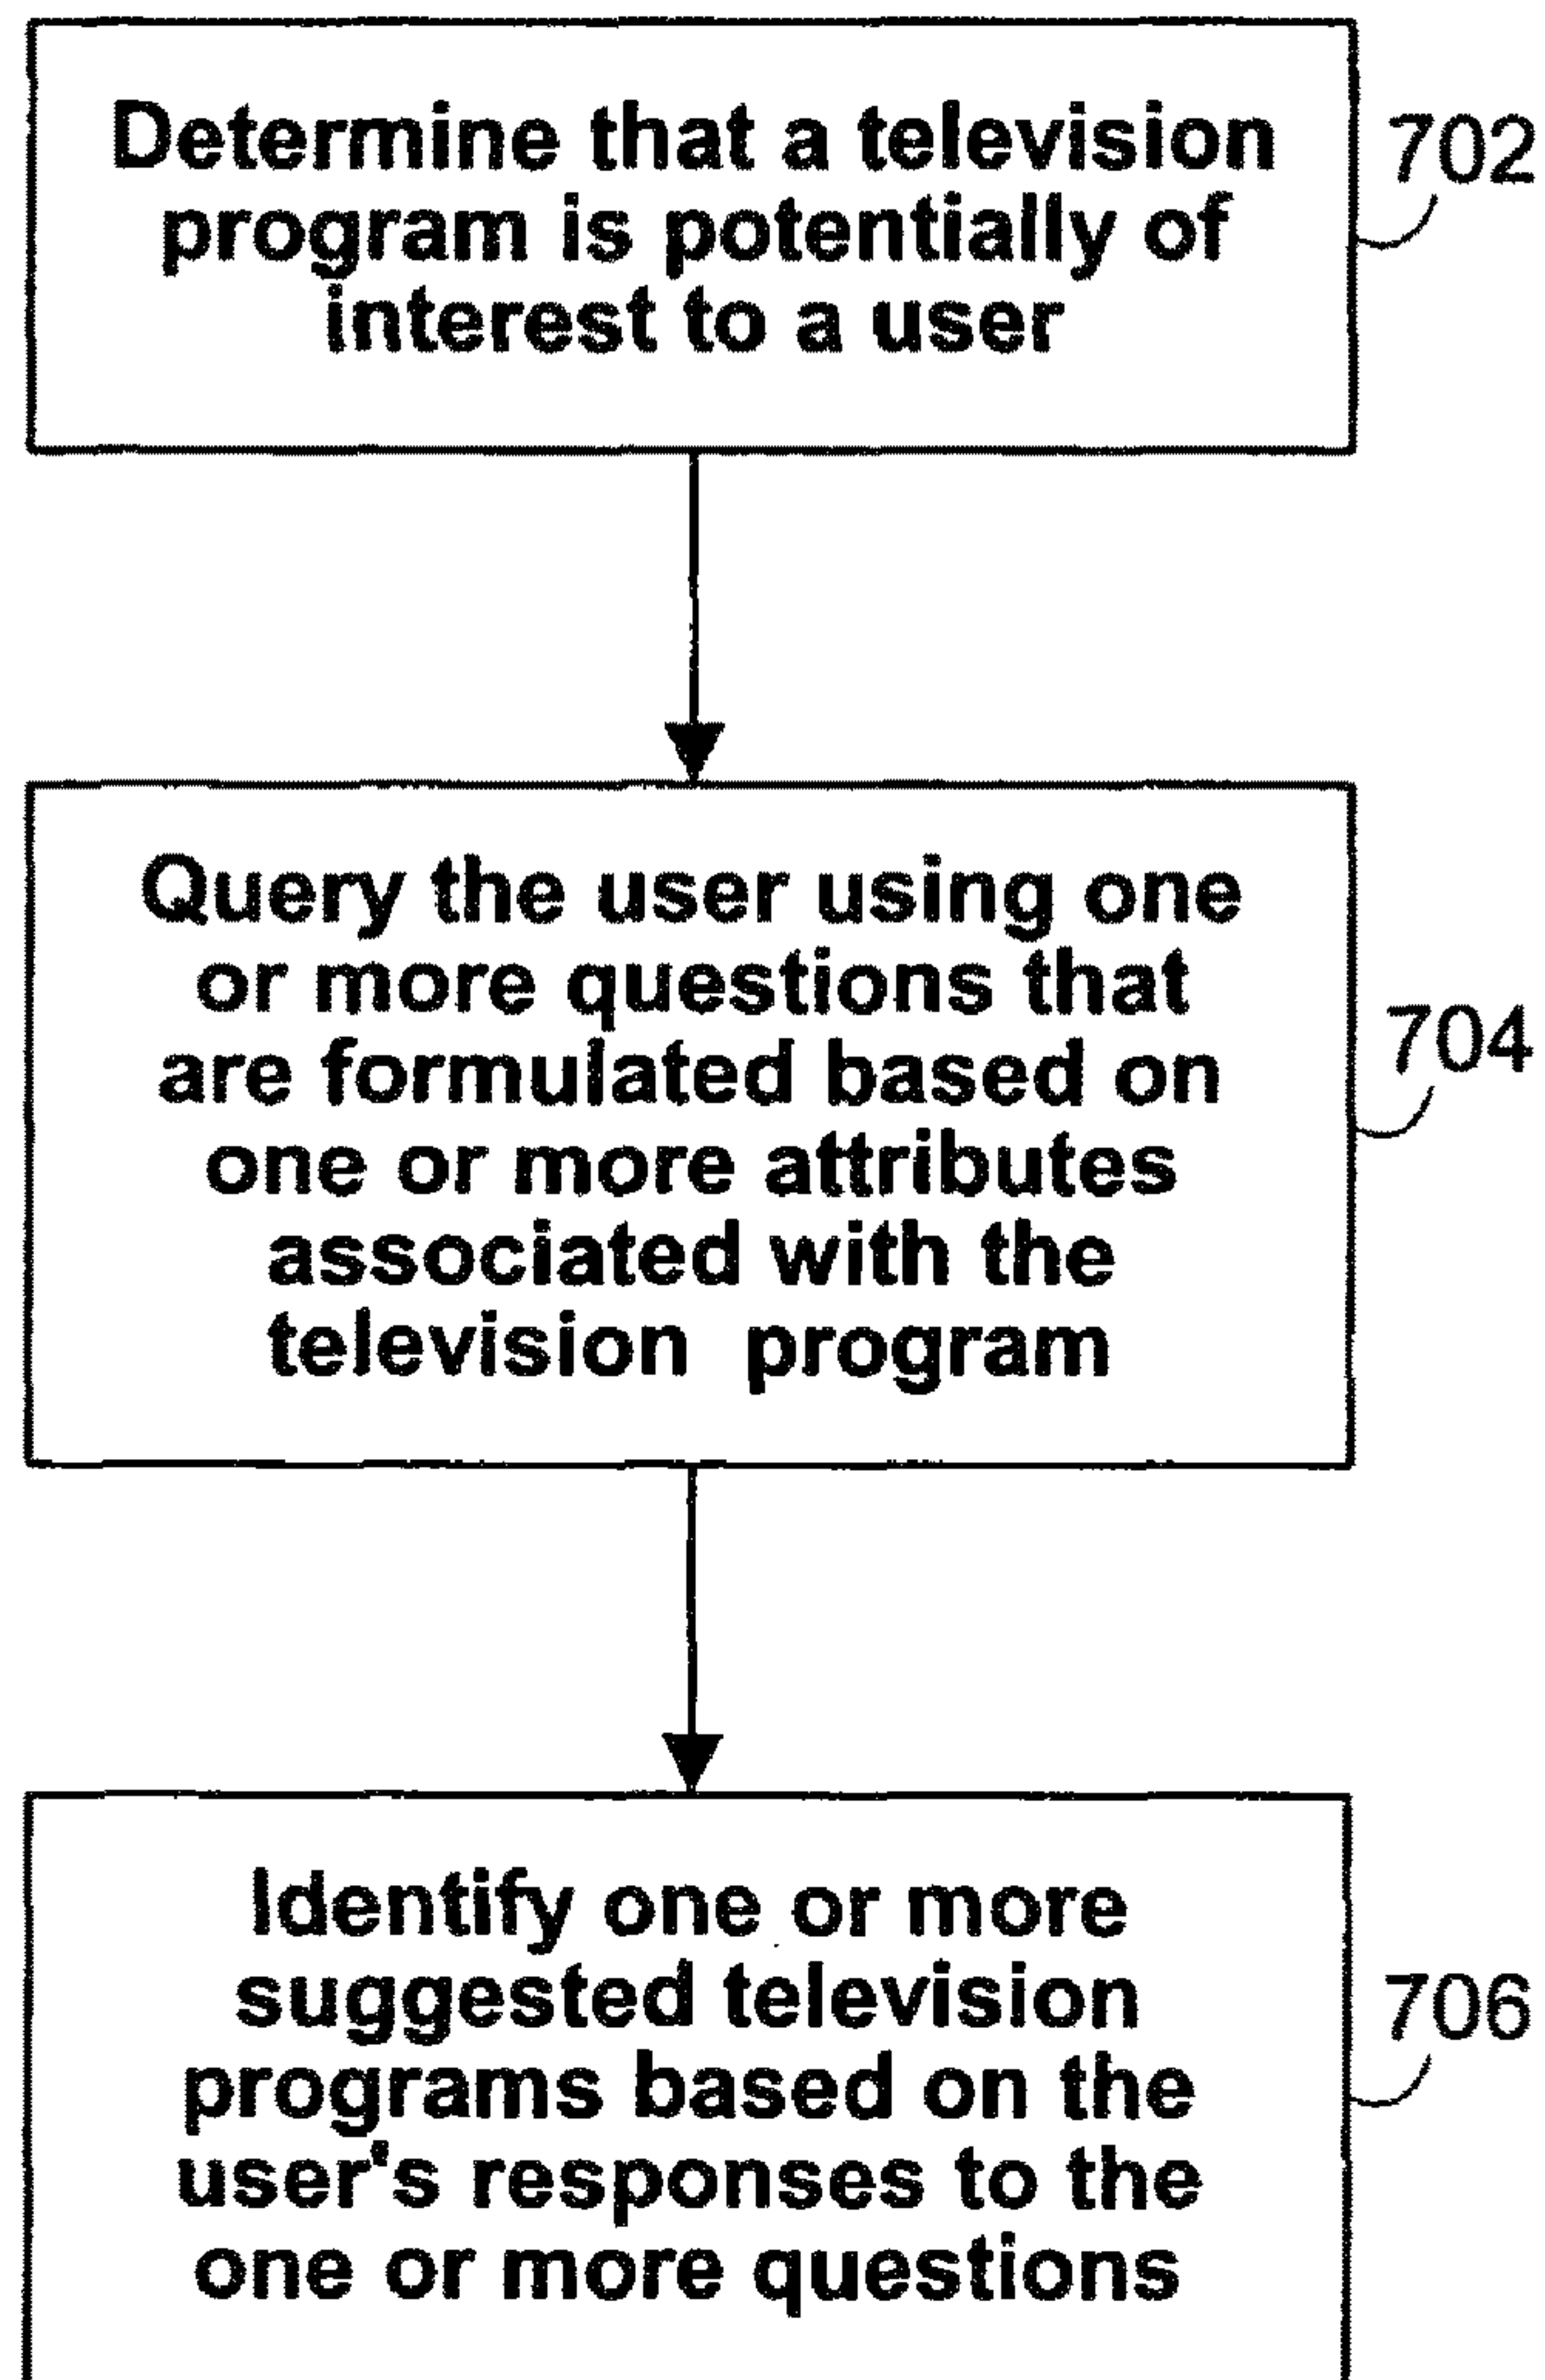 Determine that a television
program is potentially of
interest to a user
702
Query the user using one
or more questions that
are formulated based on
one or more attributes
associated with the
television program
704
Identify one or more
suggested television
programs based on the
user's responses to the
one or more questions
706